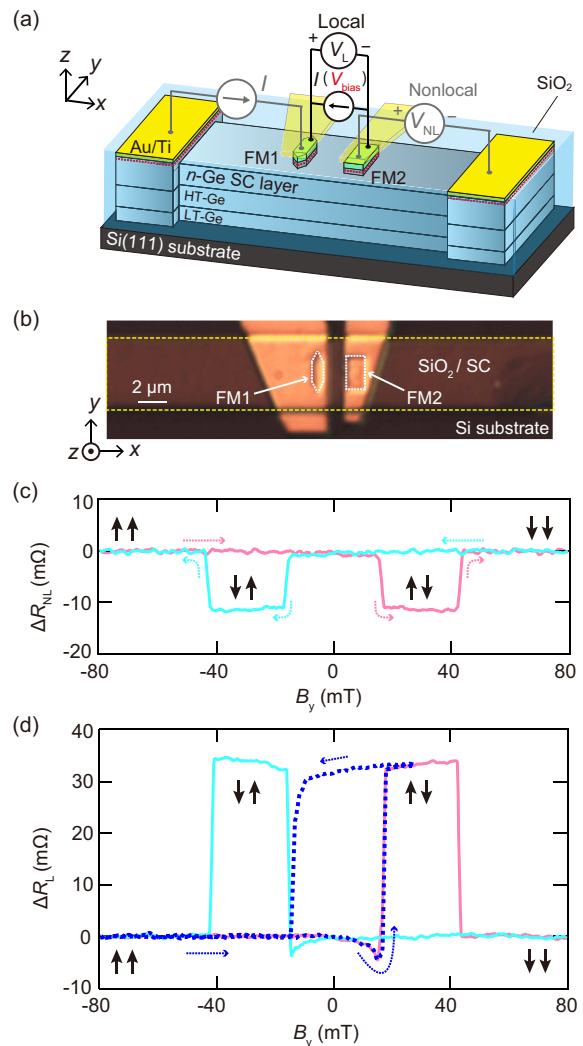 (a)
Local
+ V_L −
I (V_bias)
Nonlocal
+ V_NL −
I
z
y
x
SiO₂
Au/Ti
FM1
FM2
n-Ge SC layer
HT-Ge
LT-Ge
Si(111) substrate
(b)
SiO₂ / SC
2 μm
FM1
FM2
Si substrate
y
z
x
(c)
10
0
-10
-20
ΔR_NL (mΩ)
-80 -40 0 40 80
B_y (mT)
(d)
40
30
20
10
0
-10
ΔR_L (mΩ)
-80 -40 0 40 80
B_y (mT)